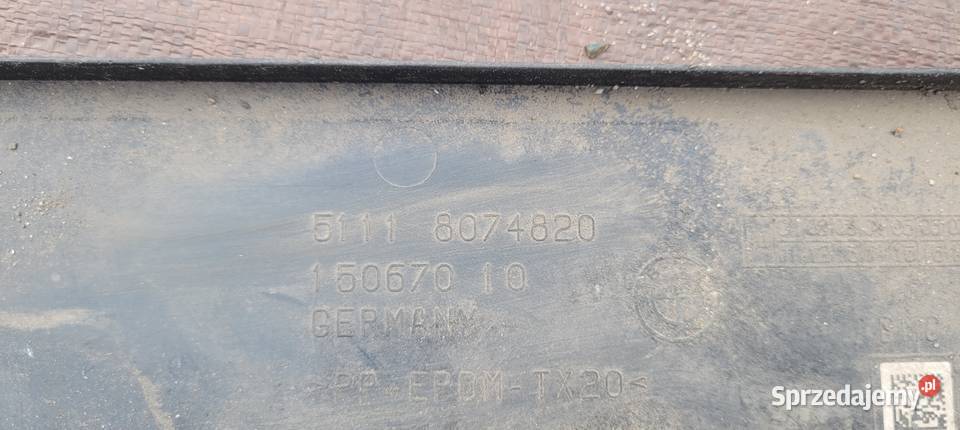 5111 8074820
150670 10
GERMANY
>PP-EPDM-TX20<
Sprzedajemy.pl